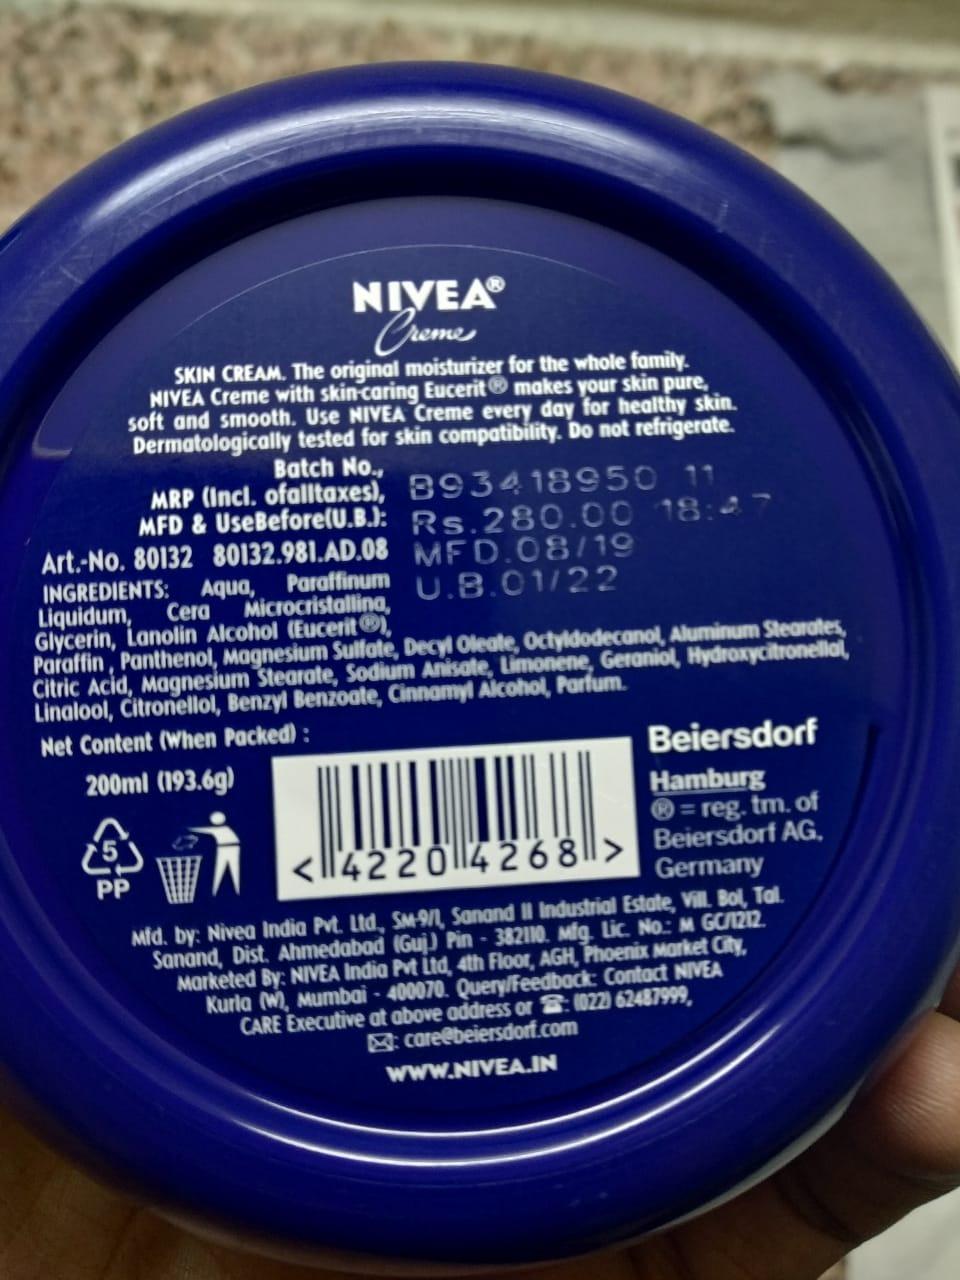 NIVEA®
Creme
SKIN CREAM. The original moisturizer for the whole family.
NIVEA Creme with skin-caring Eucerit® makes your skin pure,
soft and smooth. Use NIVEA Creme every day for healthy skin.
Dermatologically tested for skin compatibility. Do not refrigerate.
Batch No.,
MRP (Incl. ofalltaxes),
MFD & UseBefore(U.B.):
B93418950 11
Rs.280.00 18:47
MFD.08/19
U.B.01/22
Art.-No. 80132 80132.981.AD.08
INGREDIENTS: Aqua, Paraffinum
Liquidum, Cera Microcristallina,
Glycerin, Lanolin Alcohol (Eucerit®),
Paraffin , Panthenol, Magnesium Sulfate, Decyl Oleate, Octyldodecanol, Aluminum Stearates,
Citric Acid, Magnesium Stearate, Sodium Anisate, Limonene, Geraniol, Hydroxycitronellal,
Linalool, Citronellol, Benzyl Benzoate, Cinnamyl Alcohol, Parfum.
Net Content (When Packed) :
200ml (193.6g)
5
PP
<4220 4268>
Beiersdorf
Hamburg
® = reg. tm. of
Beiersdorf AG,
Germany
Mfd. by: Nivea India Pvt. Ltd., SM-9/1, Sanand II Industrial Estate, Vill. Bol, Tal.
Sanand, Dist. Ahmedabad (Guj.) Pin - 382110. Mfg. Lic. No.: M GC/1212.
Marketed By: NIVEA India Pvt Ltd, 4th Floor, AGH, Phoenix Market City,
Kurla (W), Mumbai - 400070. Query/Feedback: Contact NIVEA
CARE Executive at above address or ☎: (022) 62487999,
✉: care@beiersdorf.com
WWW.NIVEA.IN